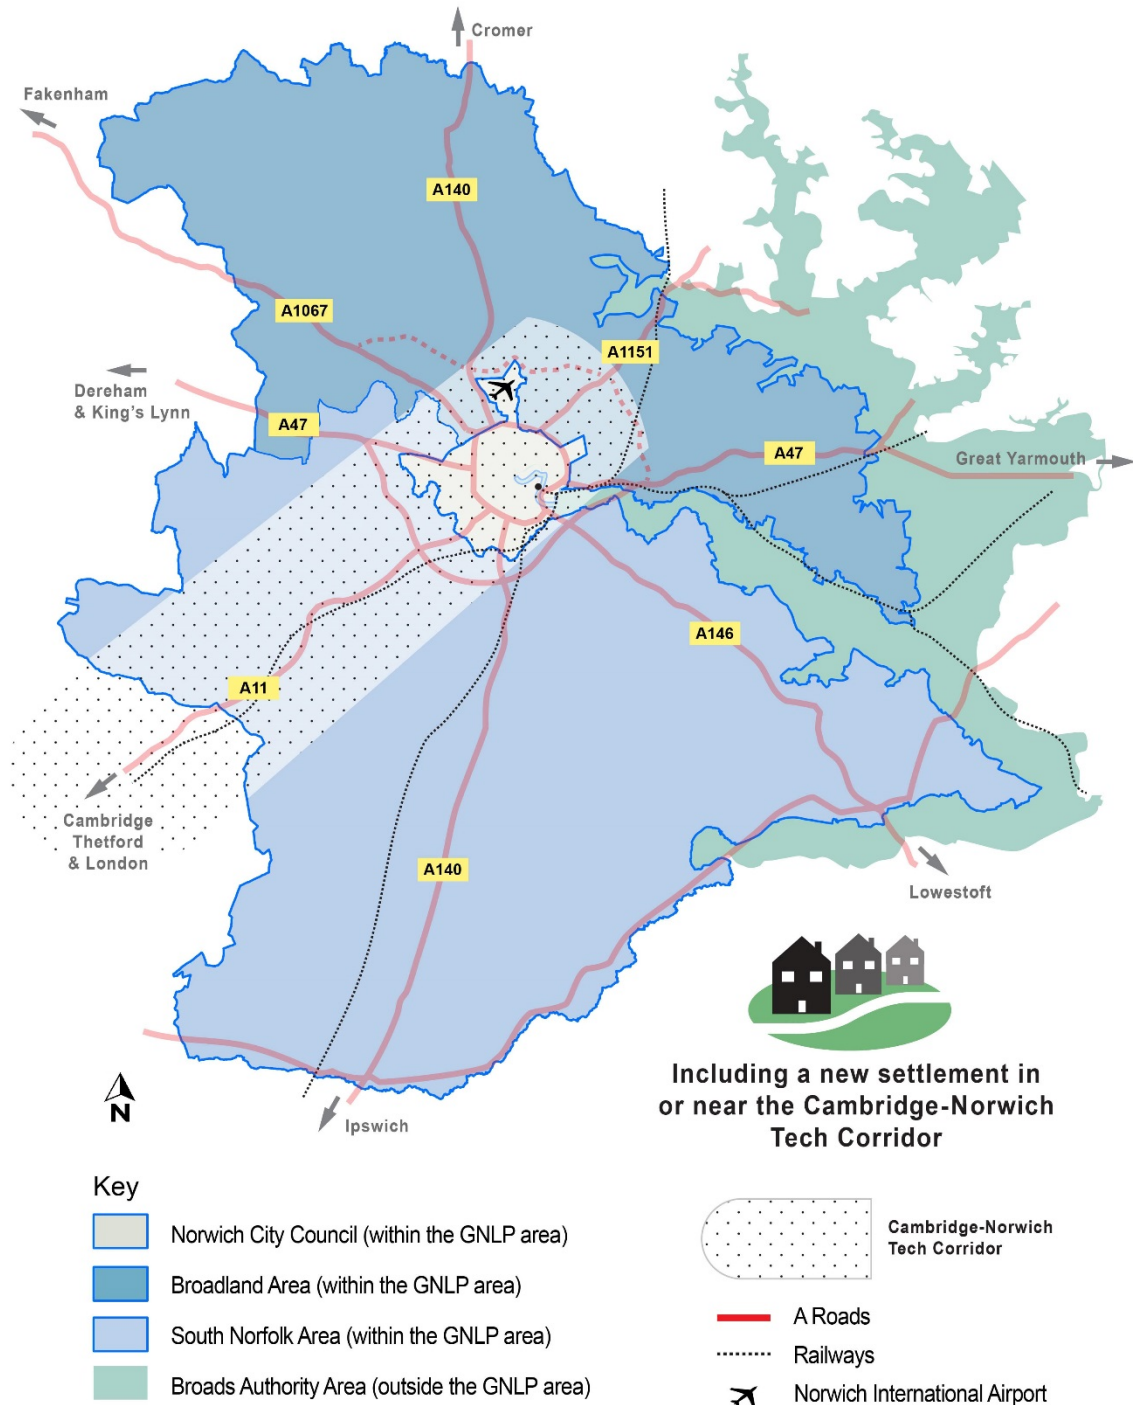 Cromer
Fakenham
A140
A1067
A1151
Dereham
& King's Lynn
A47
A47
Great Yarmouth
A146
A11
Cambridge
Thetford
& London
A140
Lowestoft
N
Ipswich
Including a new settlement in
or near the Cambridge-Norwich
Tech Corridor
Key
Norwich City Council (within the GNLP area)
Broadland Area (within the GNLP area)
South Norfolk Area (within the GNLP area)
Broads Authority Area (outside the GNLP area)
Cambridge-Norwich
Tech Corridor
A Roads
Railways
Norwich International Airport